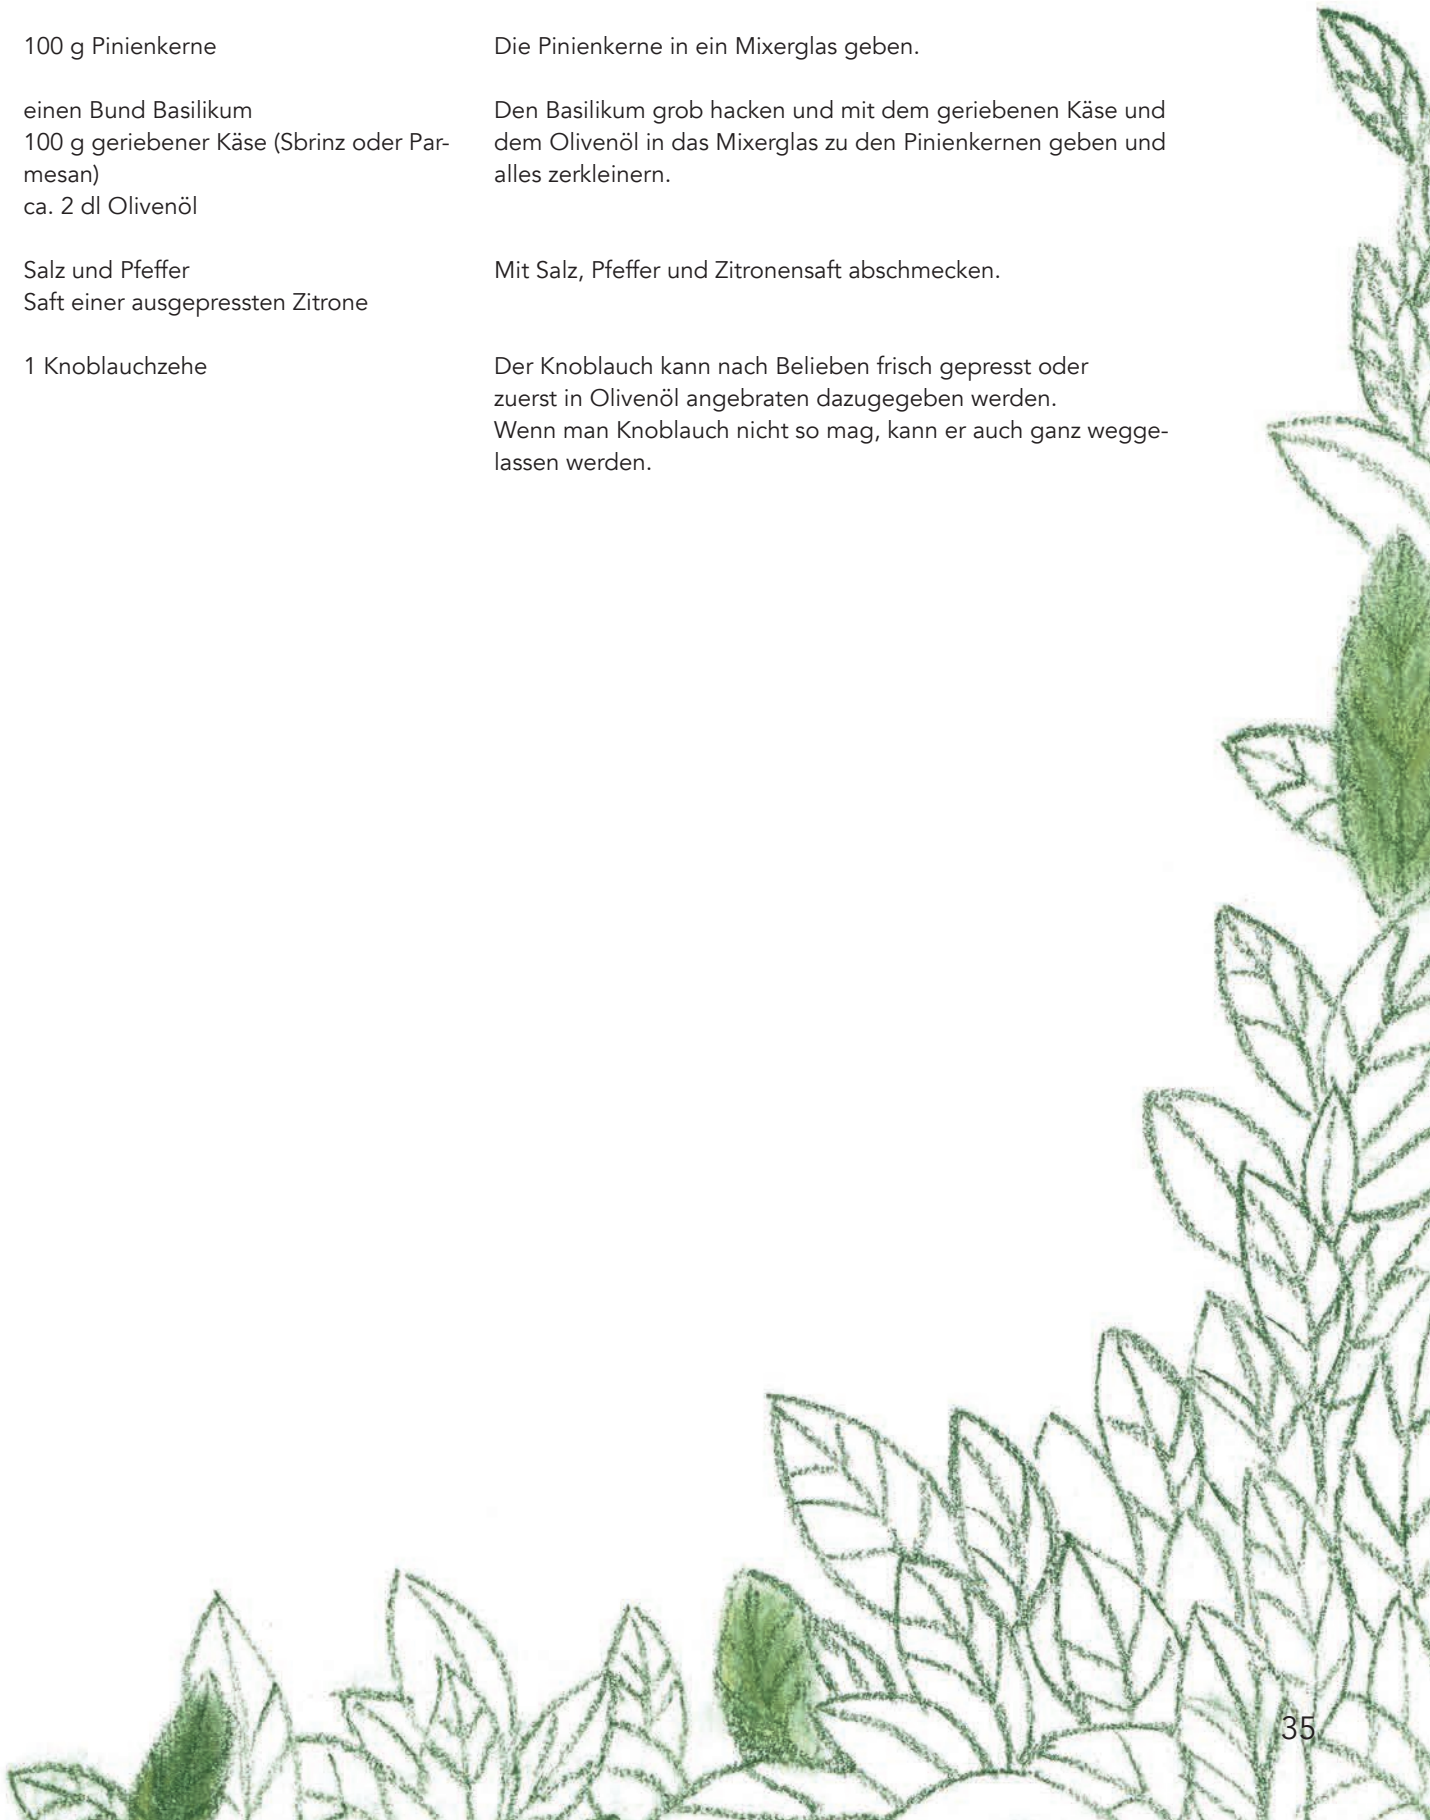 100 g Pinienkerne
Die Pinienkerne in ein Mixerglas geben.
einen Bund Basilikum
100 g geriebener Käse (Sbrinz oder Par-
mesan)
ca. 2 dl Olivenöl
Den Basilikum grob hacken und mit dem geriebenen Käse und
dem Olivenöl in das Mixerglas zu den Pinienkernen geben und
alles zerkleinern.
Salz und Pfeffer
Saft einer ausgepressten Zitrone
Mit Salz, Pfeffer und Zitronensaft abschmecken.
1 Knoblauchzehe
Der Knoblauch kann nach Belieben frisch gepresst oder
zuerst in Olivenöl angebraten dazugegeben werden.
Wenn man Knoblauch nicht so mag, kann er auch ganz wegge-
lassen werden.
35